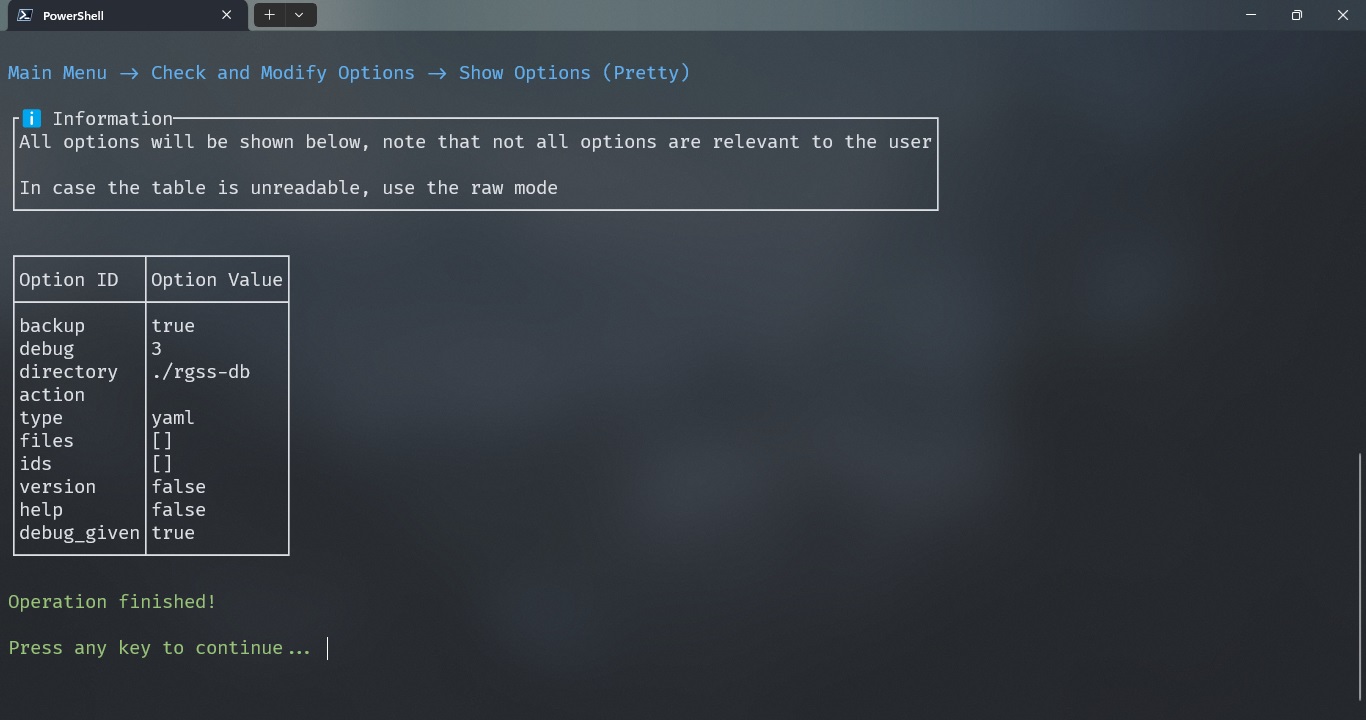 PowerShell
Main Menu → Check and Modify Options → Show Options (Pretty)
Information
All options will be shown below, note that not all options are relevant to the user
In case the table is unreadable, use the raw mode
Option ID Option Value
backup true
debug 3
directory ./rgss-db
action
type yaml
files []
ids []
version false
help false
debug_given true
Operation finished!
Press any key to continue...